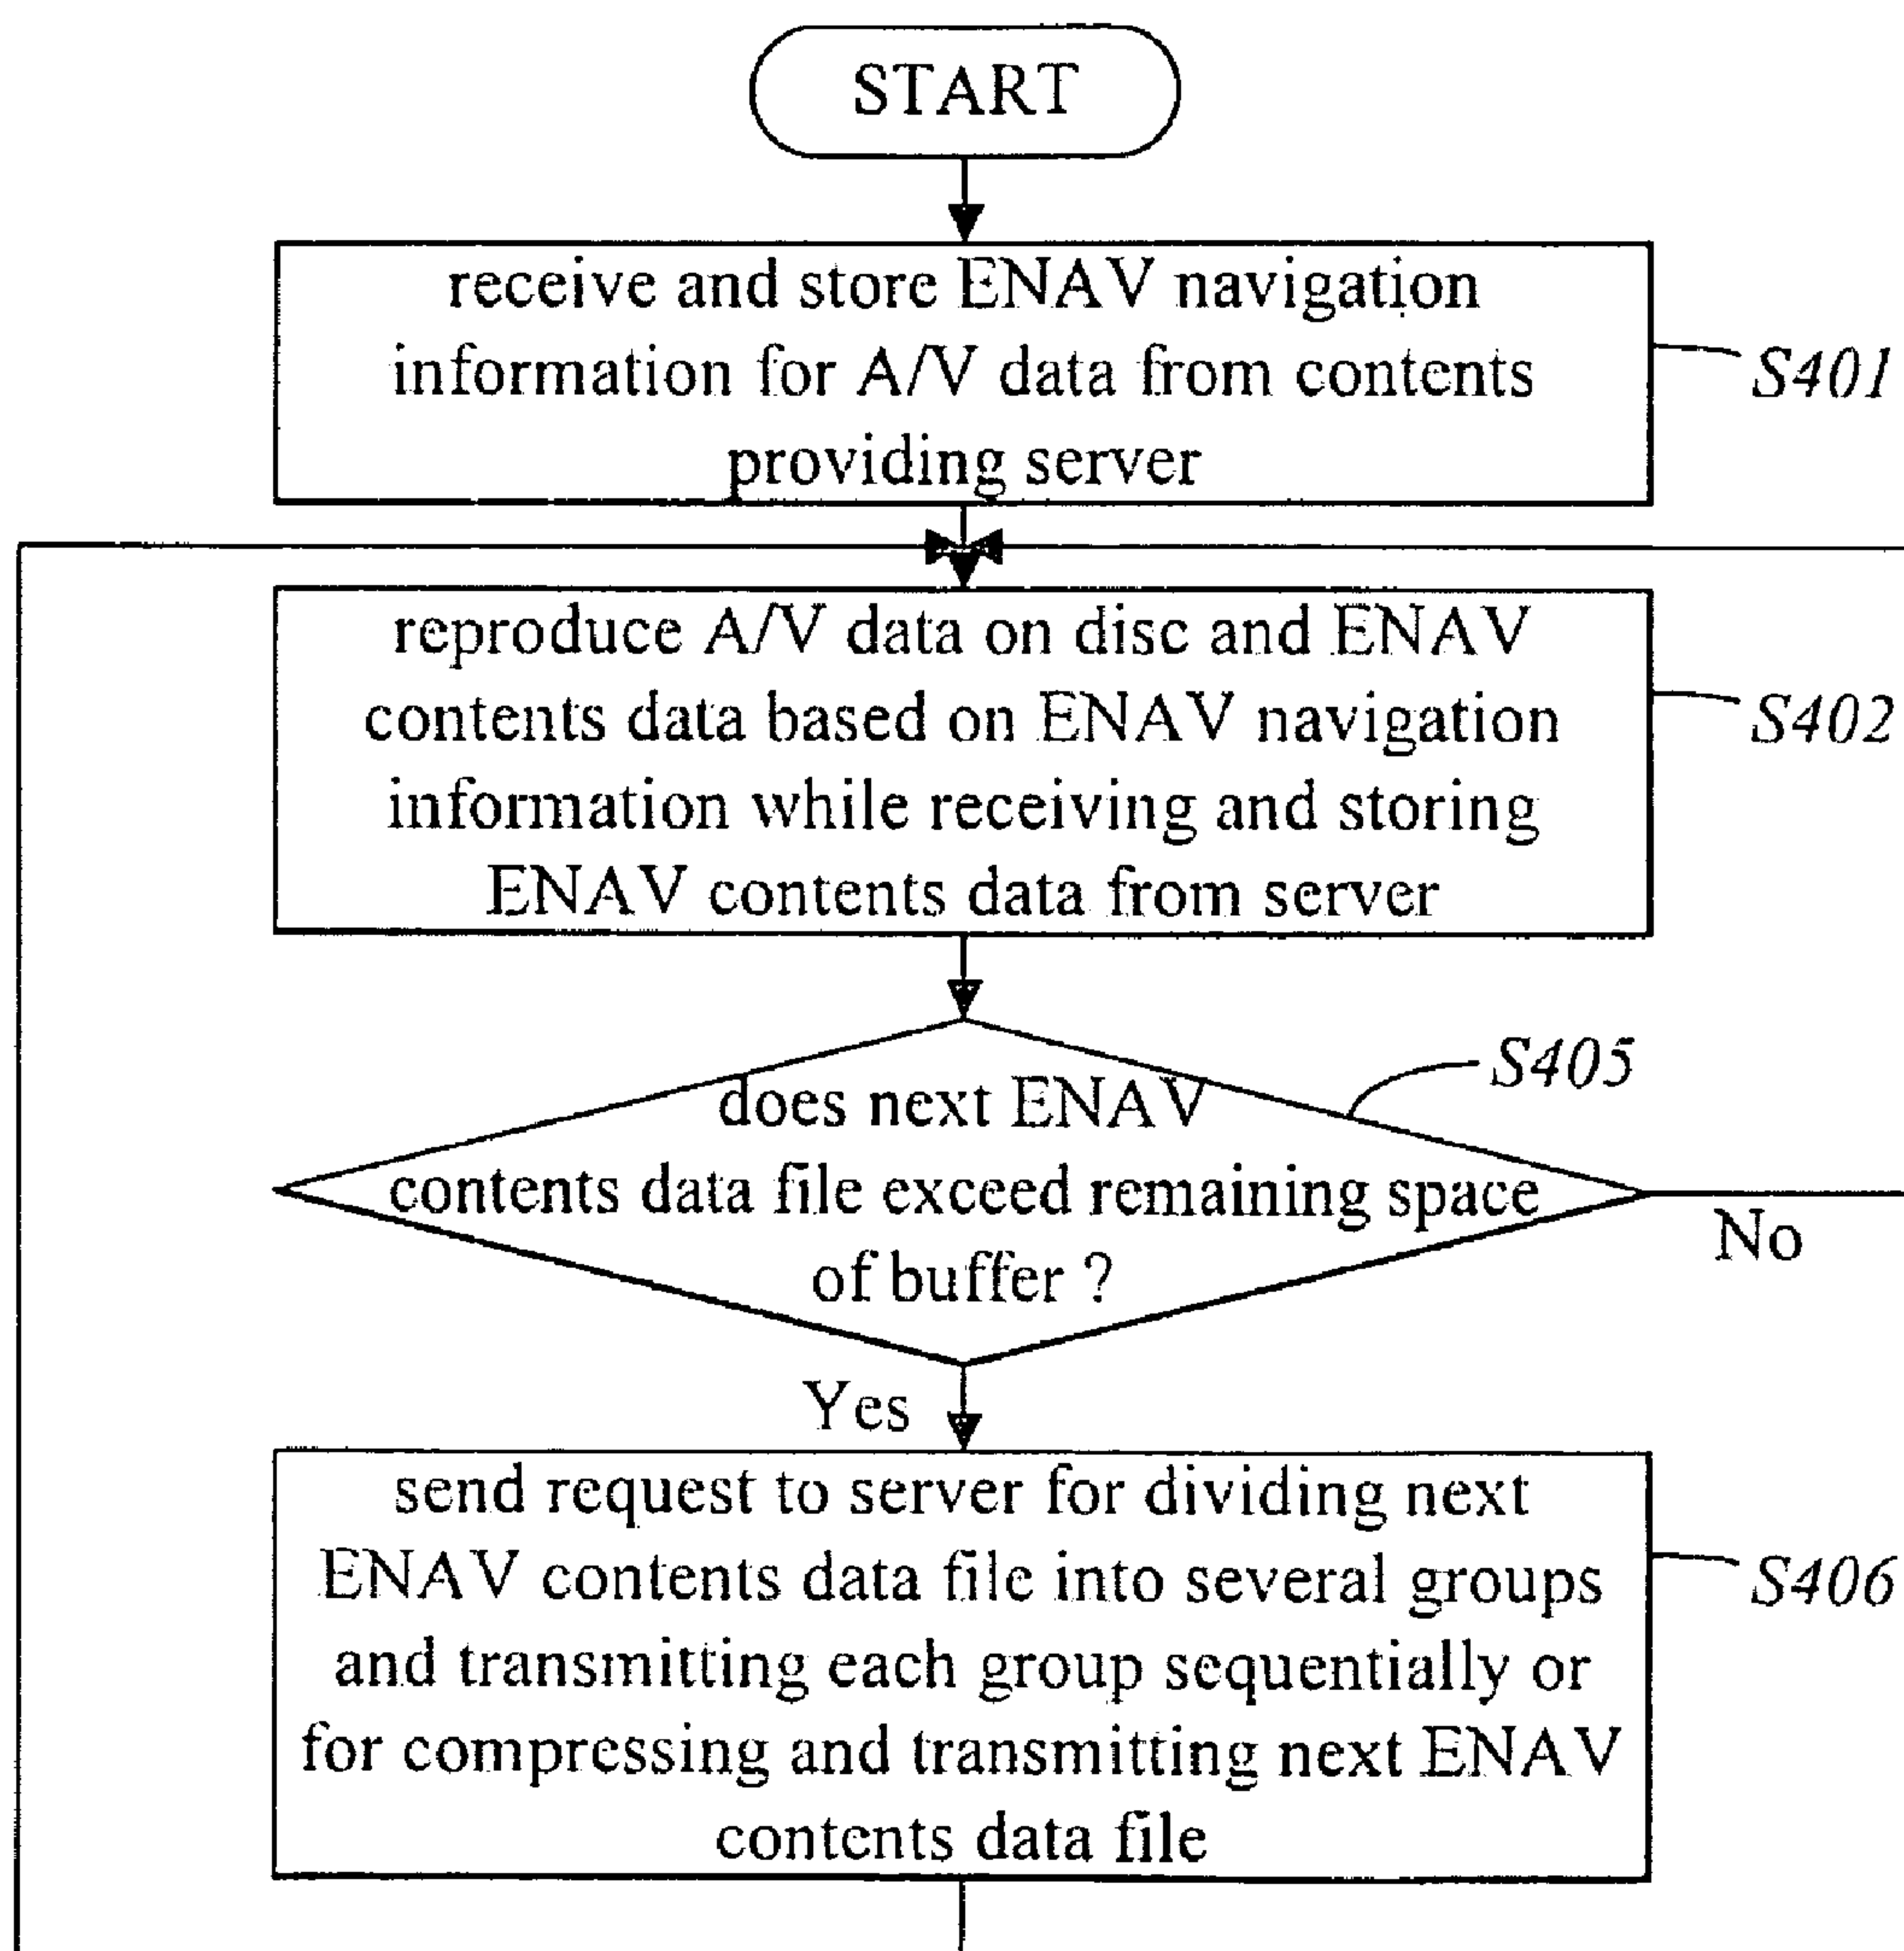 START
receive and store ENAV navigation
information for A/V data from contents
providing server
S401
reproduce A/V data on disc and ENAV
contents data based on ENAV navigation
information while receiving and storing
ENAV contents data from server
S402
S405
does next ENAV
contents data file exceed remaining space
of buffer ?
No
Yes
send request to server for dividing next
ENAV contents data file into several groups
and transmitting each group sequentially or
for compressing and transmitting next ENAV
contents data file
S406